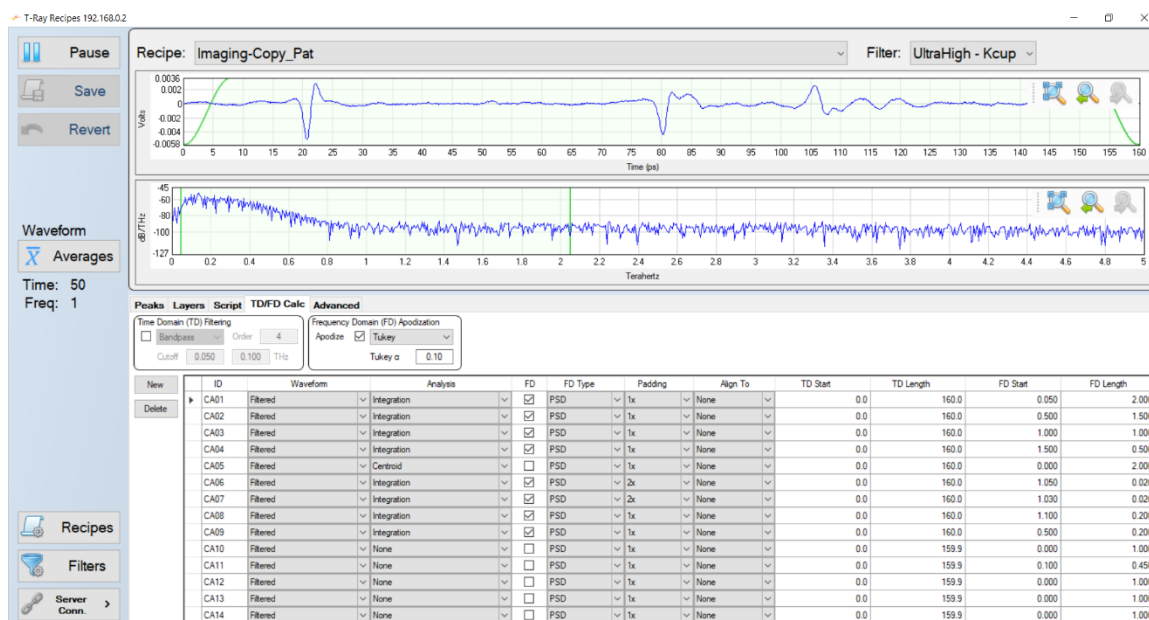 T-Ray Recipes 192.168.0.2
Pause
Save
Revert
Waveform
X Averages
Time: 50
Freq: 1
Recipes
Filters
Server
Conn.
Recipe: Imaging-Copy_Pat Filter: UltraHigh - Kcup
Volts
0.0036
0.002
0
-0.002
-0.004
-0.0058
0 5 10 15 20 25 30 35 40 45 50 55 60 65 70 75 80 85 90 95 100 105 110 115 120 125 130 135 140 145 150 155 160
Time (ps)
dB/THz
-45
-60
-80
-100
-127
0 0.2 0.4 0.6 0.8 1 1.2 1.4 1.6 1.8 2 2.2 2.4 2.6 2.8 3 3.2 3.4 3.6 3.8 4 4.2 4.4 4.6 4.8 5
Terahertz
Peaks Layers Script TD/FD Calc Advanced
Time Domain (TD) Filtering
Bandpass Order 4
Cutoff 0.050 0.100 THz
Frequency Domain (FD) Apodization
Apodize Tukey
Tukey α 0.10
New
Delete
ID Waveform Analysis FD FD Type Padding Align To TD Start TD Length FD Start FD Length
CA01 Filtered Integration PSD 1x None 0.0 160.0 0.050 2.00
CA02 Filtered Integration PSD 1x None 0.0 160.0 0.500 1.50
CA03 Filtered Integration PSD 1x None 0.0 160.0 1.000 1.00
CA04 Filtered Integration PSD 1x None 0.0 160.0 1.500 0.50
CA05 Filtered Centroid PSD 1x None 0.0 160.0 0.000 2.00
CA06 Filtered Integration PSD 2x None 0.0 160.0 1.050 0.02
CA07 Filtered Integration PSD 2x None 0.0 160.0 1.030 0.02
CA08 Filtered Integration PSD 1x None 0.0 160.0 1.100 0.20
CA09 Filtered Integration PSD 1x None 0.0 160.0 0.500 0.20
CA10 Filtered None PSD 1x None 0.0 159.9 0.000 1.00
CA11 Filtered None PSD 1x None 0.0 159.9 0.100 0.45
CA12 Filtered None PSD 1x None 0.0 159.9 0.000 1.00
CA13 Filtered None PSD 1x None 0.0 159.9 0.000 1.00
CA14 Filtered None PSD 1x None 0.0 159.9 0.000 1.00